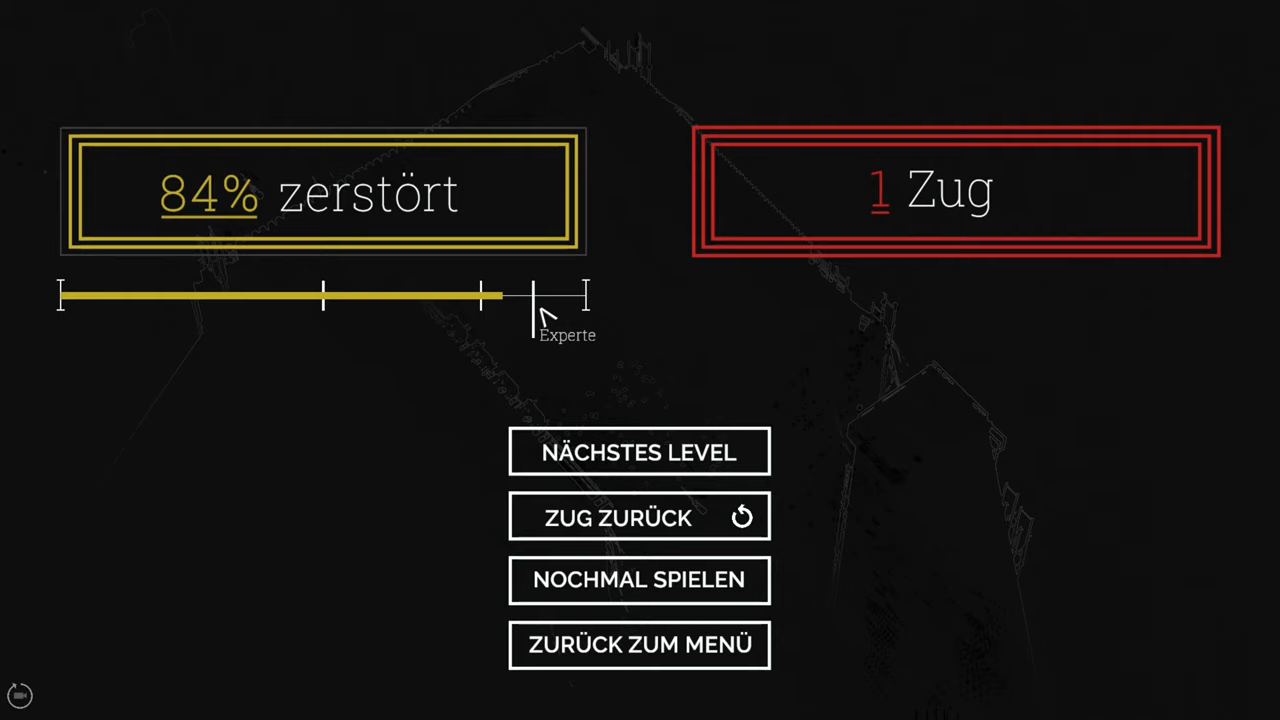 84% zerstört
1 Zug
Experte
NÄCHSTES LEVEL
ZUG ZURÜCK
NOCHMAL SPIELEN
ZURÜCK ZUM MENÜ